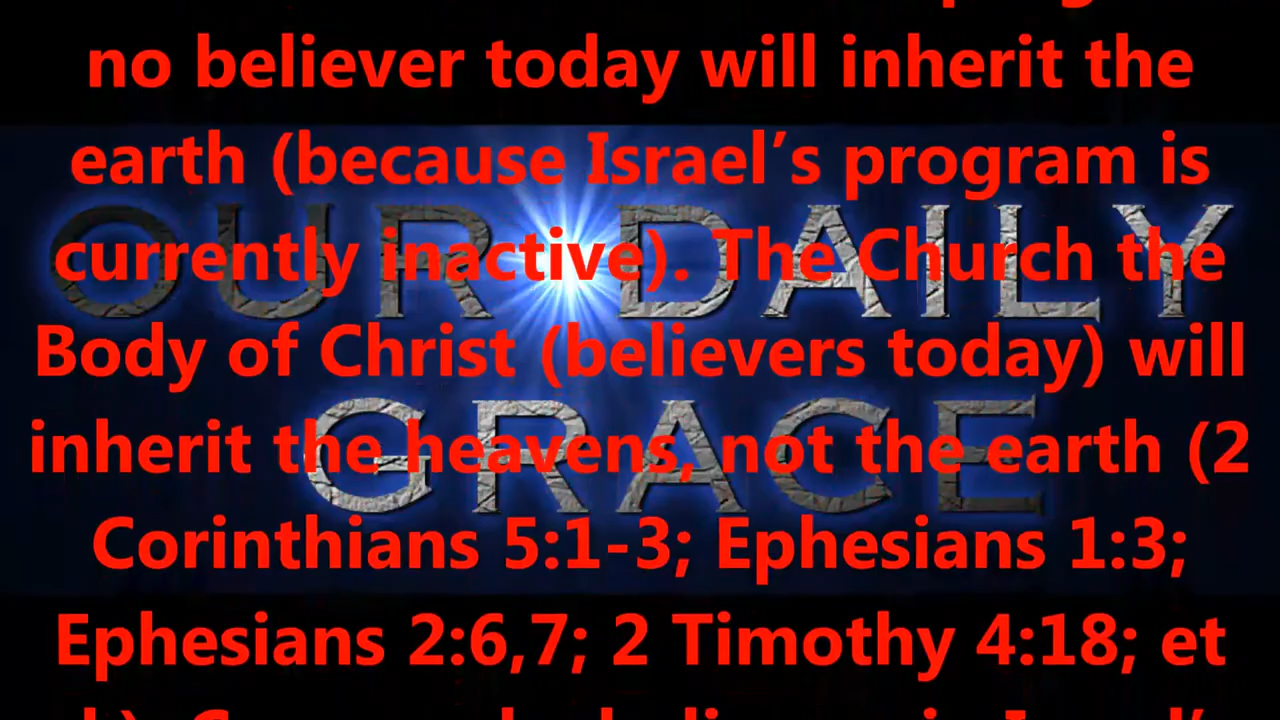 no believer today will inherit the
earth (because Israel’s program is
currently inactive). The Church the
Body of Christ (believers today) will
inherit the heavens, not the earth (2
Corinthians 5:1-3; Ephesians 1:3;
Ephesians 2:6,7; 2 Timothy 4:18; et
OUR DAILY
GRACE